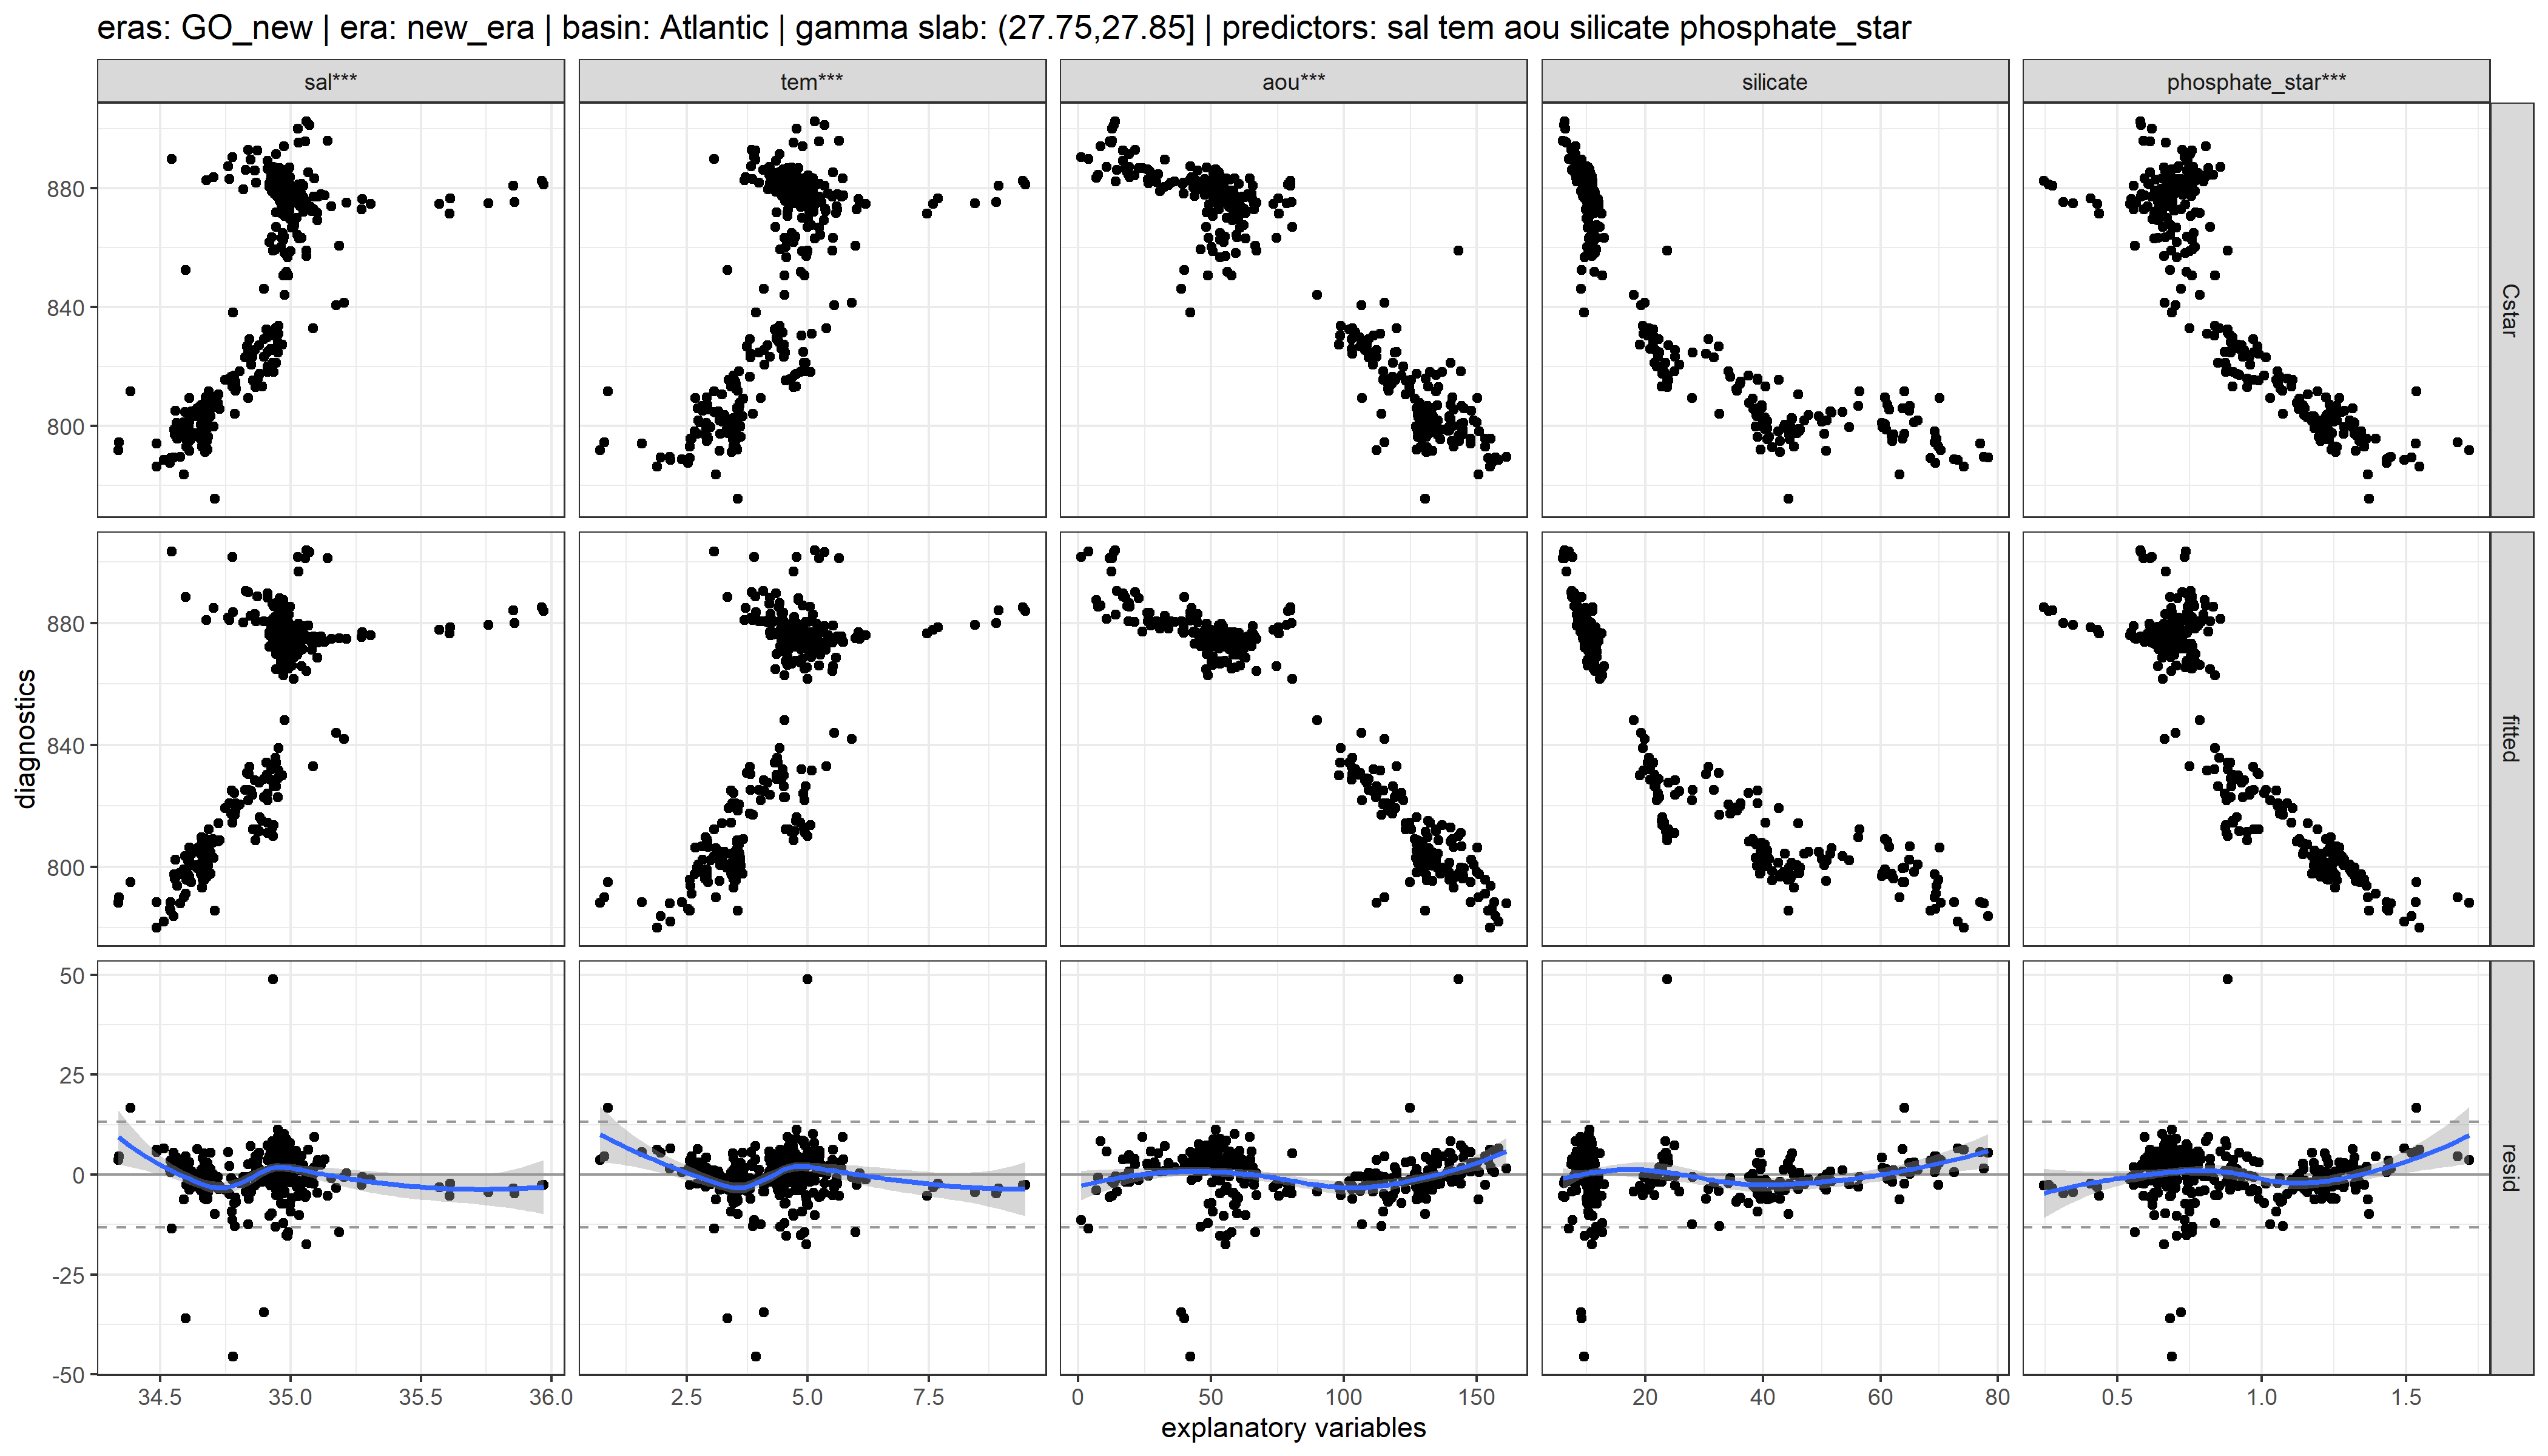 eras: GO_new | era: new_era | basin: Atlantic | gamma slab: (27.75,27.85] | predictors: sal tem aou silicate phosphate_star
sal*** tem*** aou*** silicate phosphate_star***
880
840
800
Cstar
880
840
800
fitted
diagnostics
50
25
0
-25
-50
resid
34.5 35.0 35.5 36.0 2.5 5.0 7.5 0 50 100 150 20 40 60 80 0.5 1.0 1.5
explanatory variables